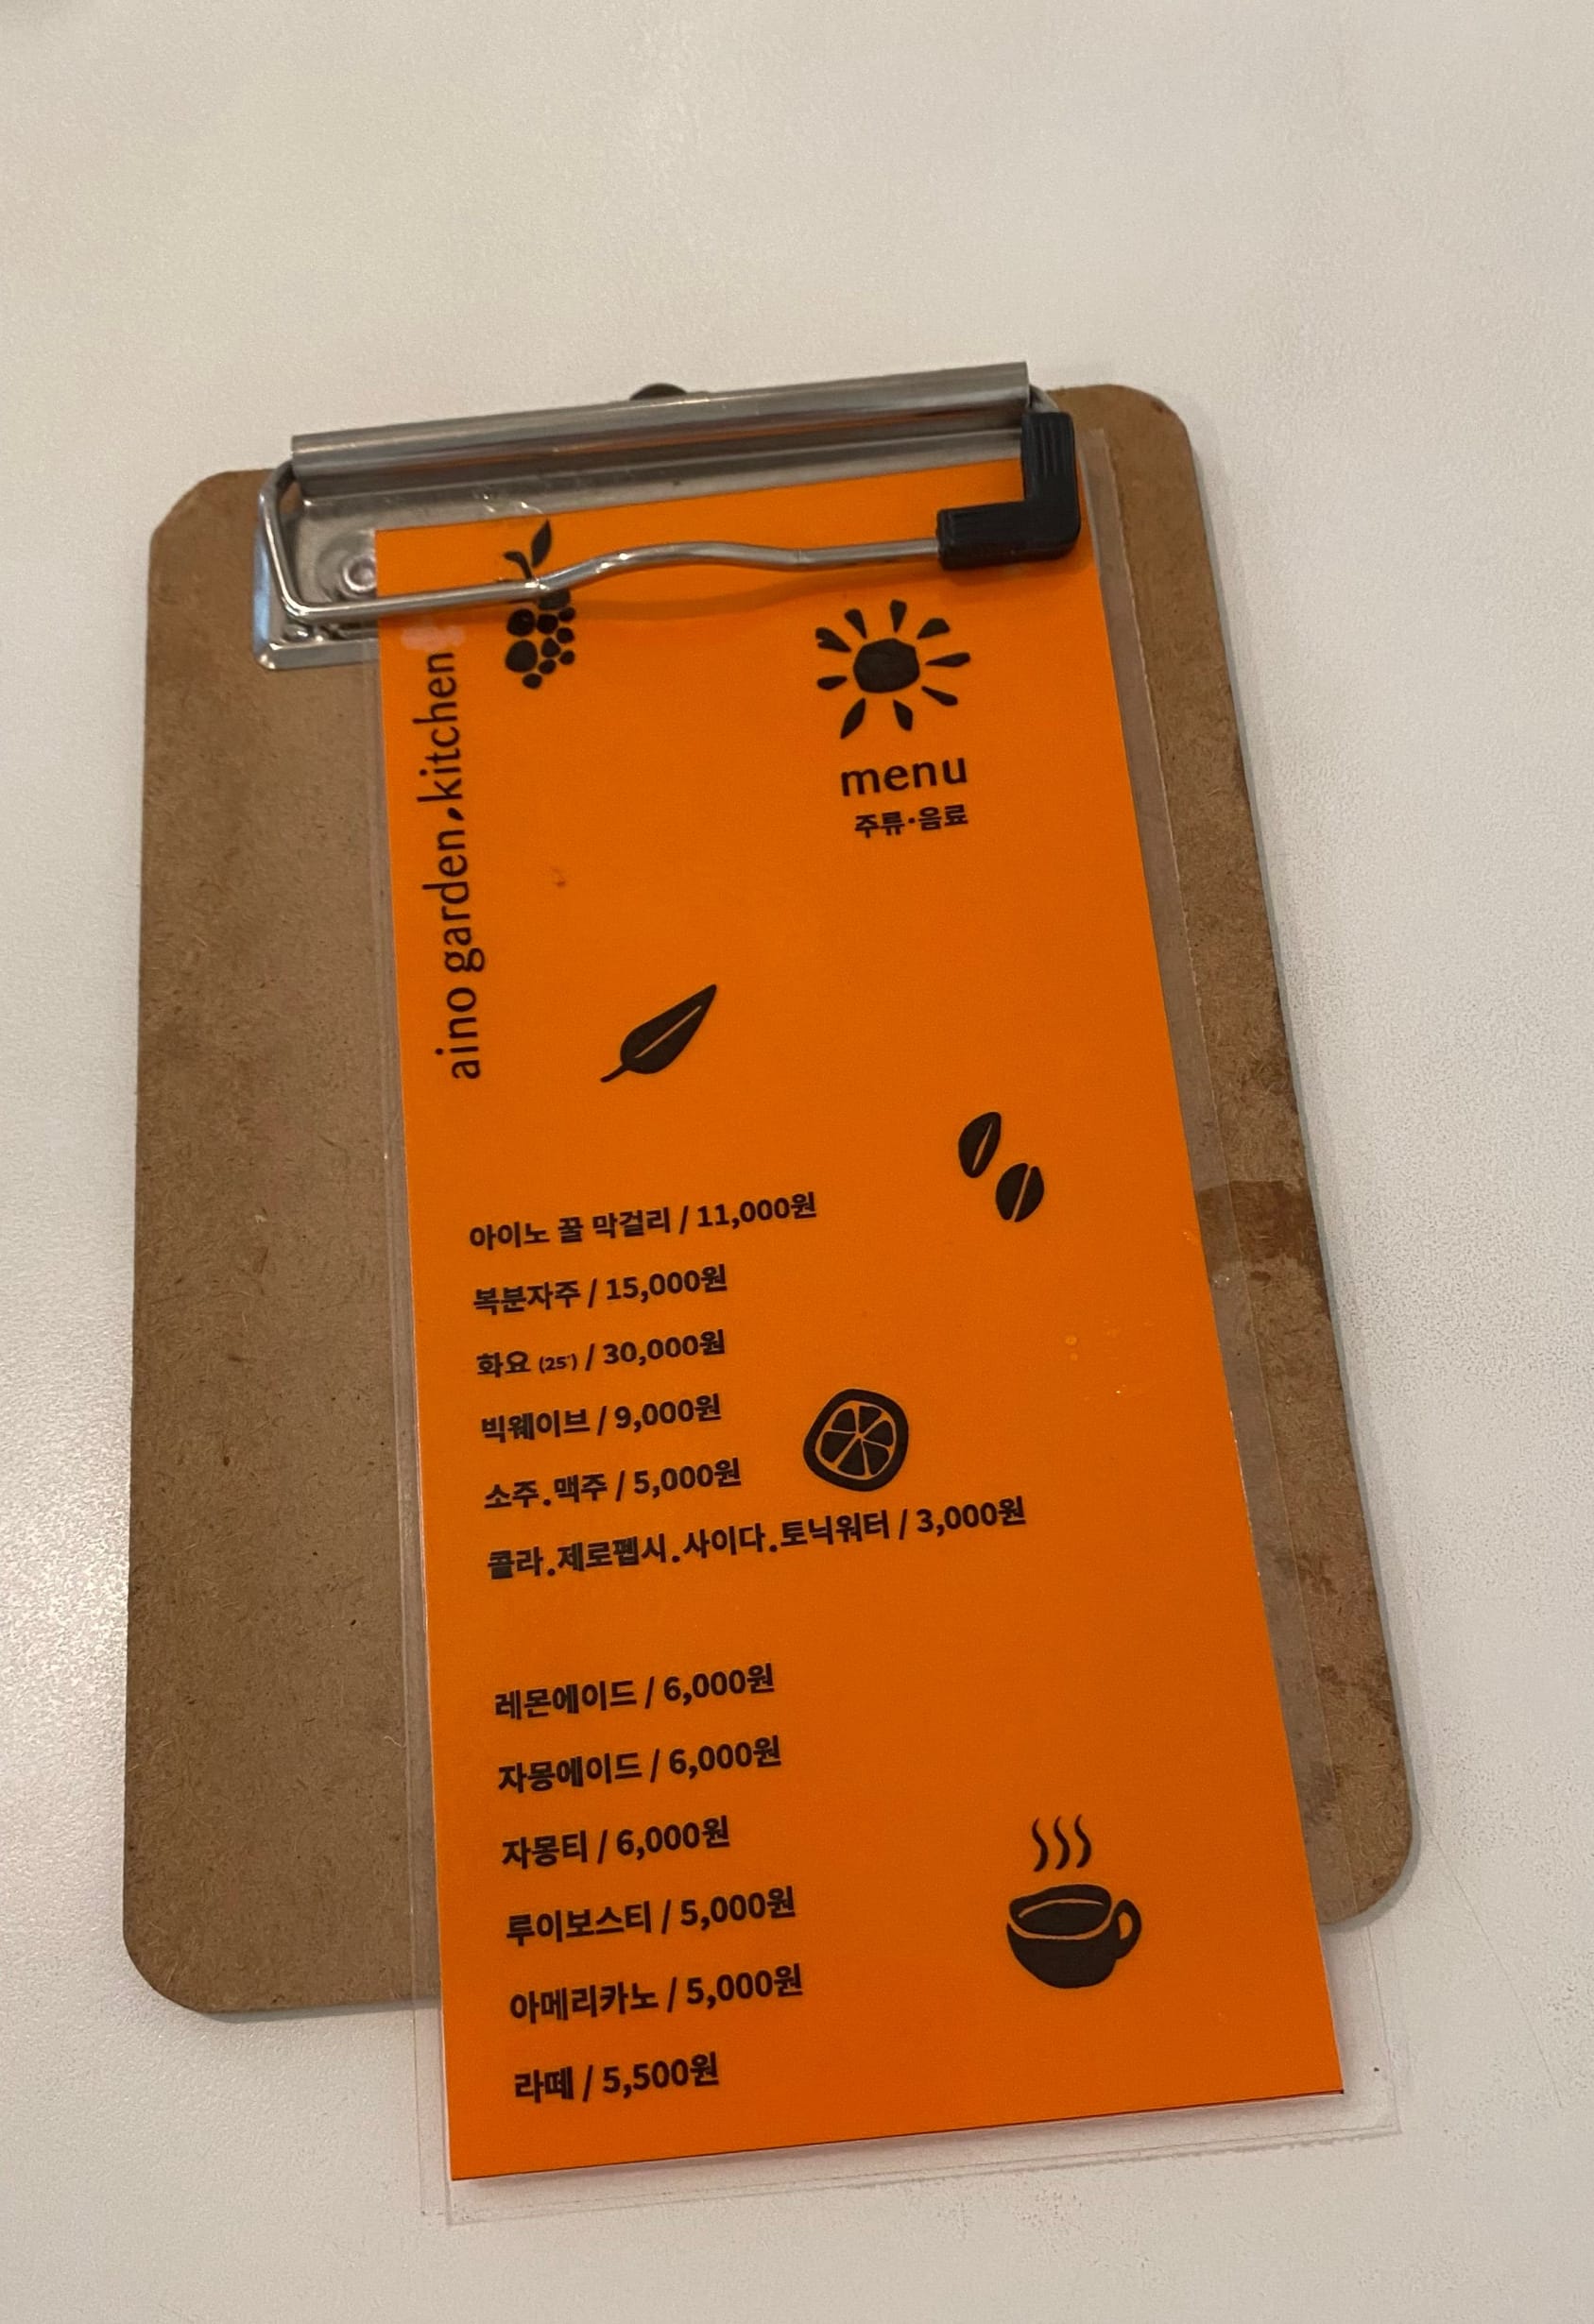 aino garden kitchen
menu
주류·음료
아이노 꿀 막걸리 / 11,000원
복분자주 / 15,000원
화요 (25°) / 30,000원
빅웨이브 / 9,000원
소주.맥주 / 5,000원
콜라.제로펩시.사이다.토닉워터 / 3,000원
레몬에이드 / 6,000원
자몽에이드 / 6,000원
자몽티 / 6,000원
루이보스티 / 5,000원
아메리카노 / 5,000원
라떼 / 5,500원